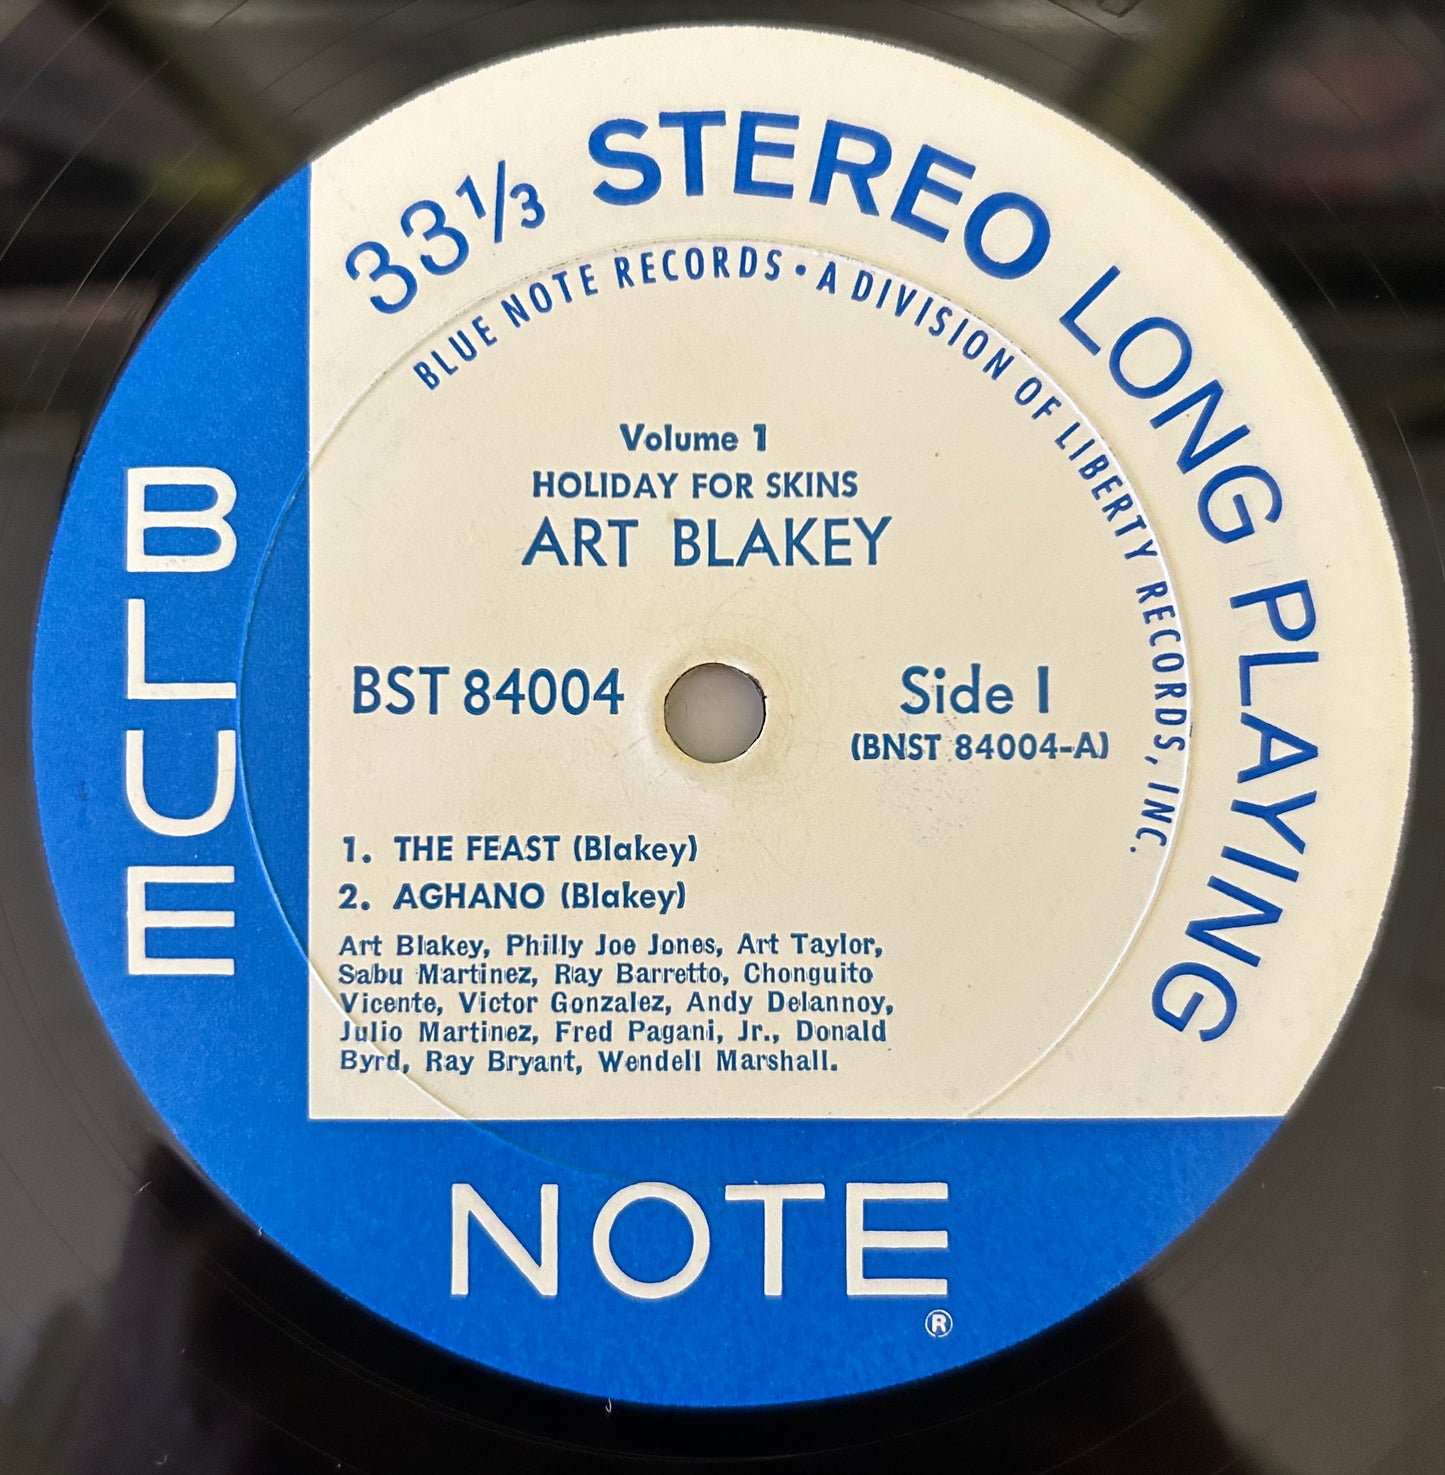 33 1/3 STEREO LONG PLAYING
BLUE NOTE RECORDS • A DIVISION OF LIBERTY RECORDS, INC.
Volume 1
HOLIDAY FOR SKINS
ART BLAKEY
BST 84004
Side I
(BNST 84004-A)
1. THE FEAST (Blakey)
2. AGHANO (Blakey)
Art Blakey, Philly Joe Jones, Art Taylor,
Sabu Martinez, Ray Barretto, Chonguito
Vicente, Victor Gonzalez, Andy Delannoy,
Julio Martinez, Fred Pagani, Jr., Donald
Byrd, Ray Bryant, Wendell Marshall.
BLUE
NOTE
®